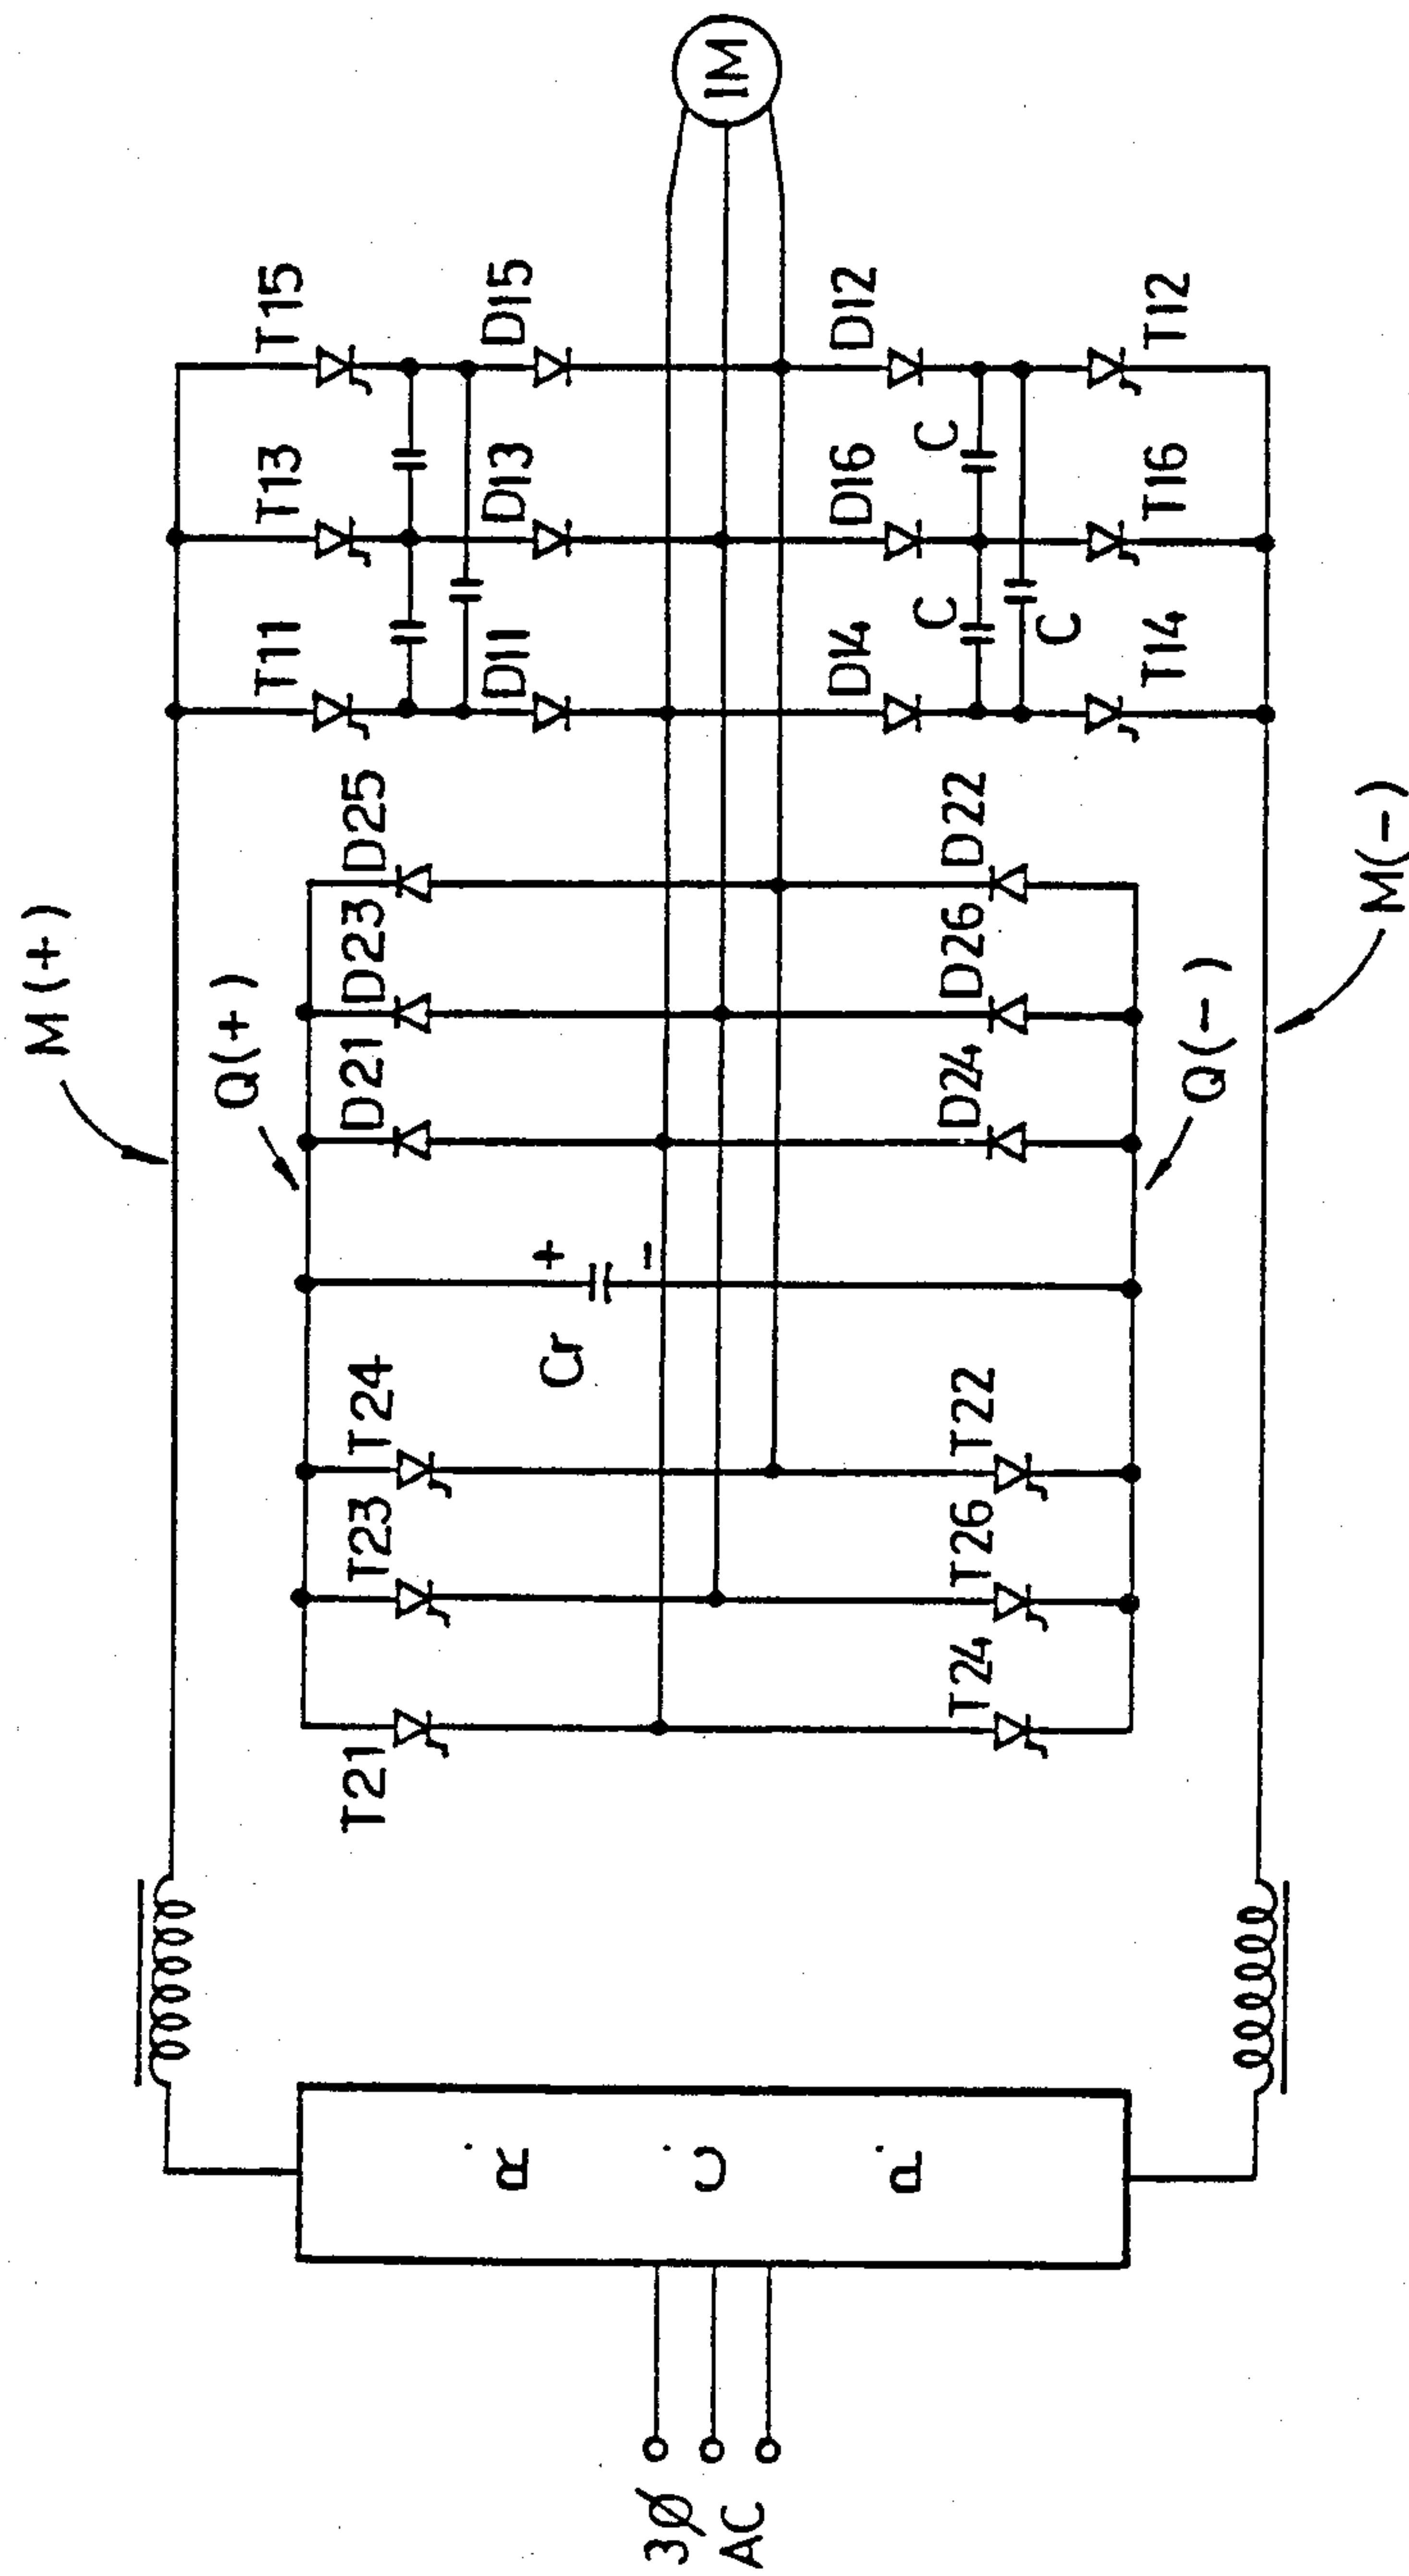 M(+)
Q(+)
T15
T13
T11
D15
D13
D11
D25
D23
D21
+
-
Cr
T24
T23
T21
IM
D12
D16
D14
C
C
C
T12
T16
T14
D22
D26
D24
Q(-)
M(-)
T22
T26
T24
R.
C.
P.
3Ø
AC